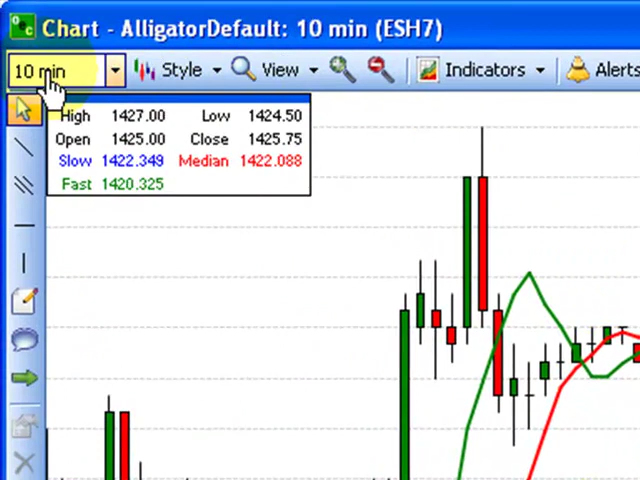 Chart - AlligatorDefault: 10 min (ESH7)
10 min Style View Indicators Alerts
High 1427.00 Low 1424.50
Open 1425.00 Close 1425.75
Slow 1422.349 Median 1422.088
Fast 1420.325